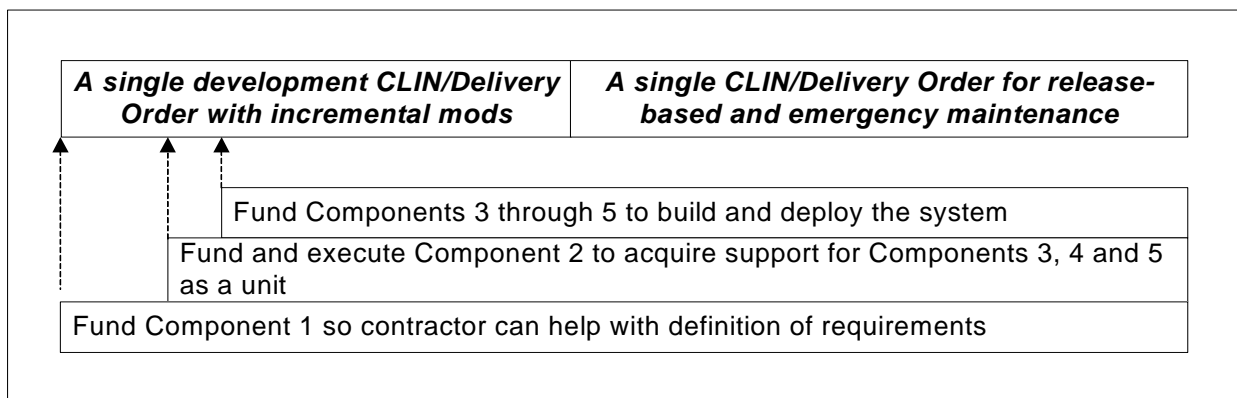 A single development CLIN/Delivery
Order with incremental mods
A single CLIN/Delivery Order for release-
based and emergency maintenance
Fund Components 3 through 5 to build and deploy the system
Fund and execute Component 2 to acquire support for Components 3, 4 and 5
as a unit
Fund Component 1 so contractor can help with definition of requirements